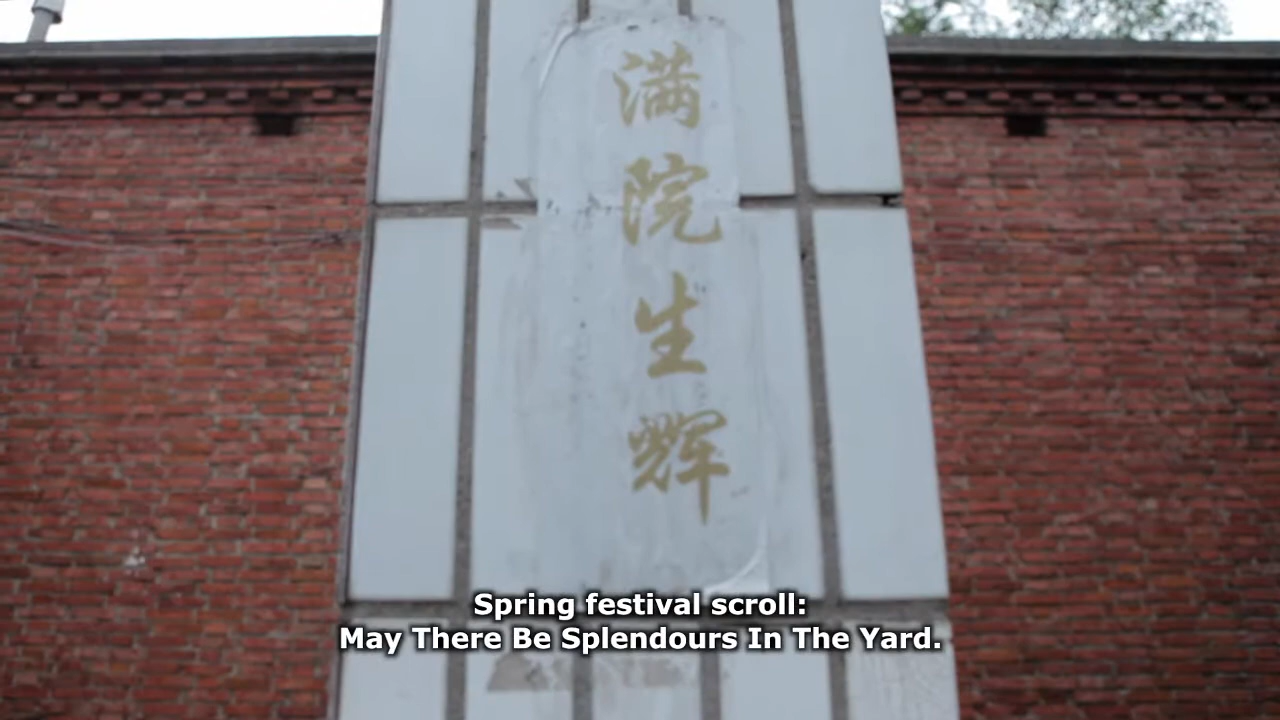 满院生辉
Spring festival scroll:
May There Be Splendours In The Yard.